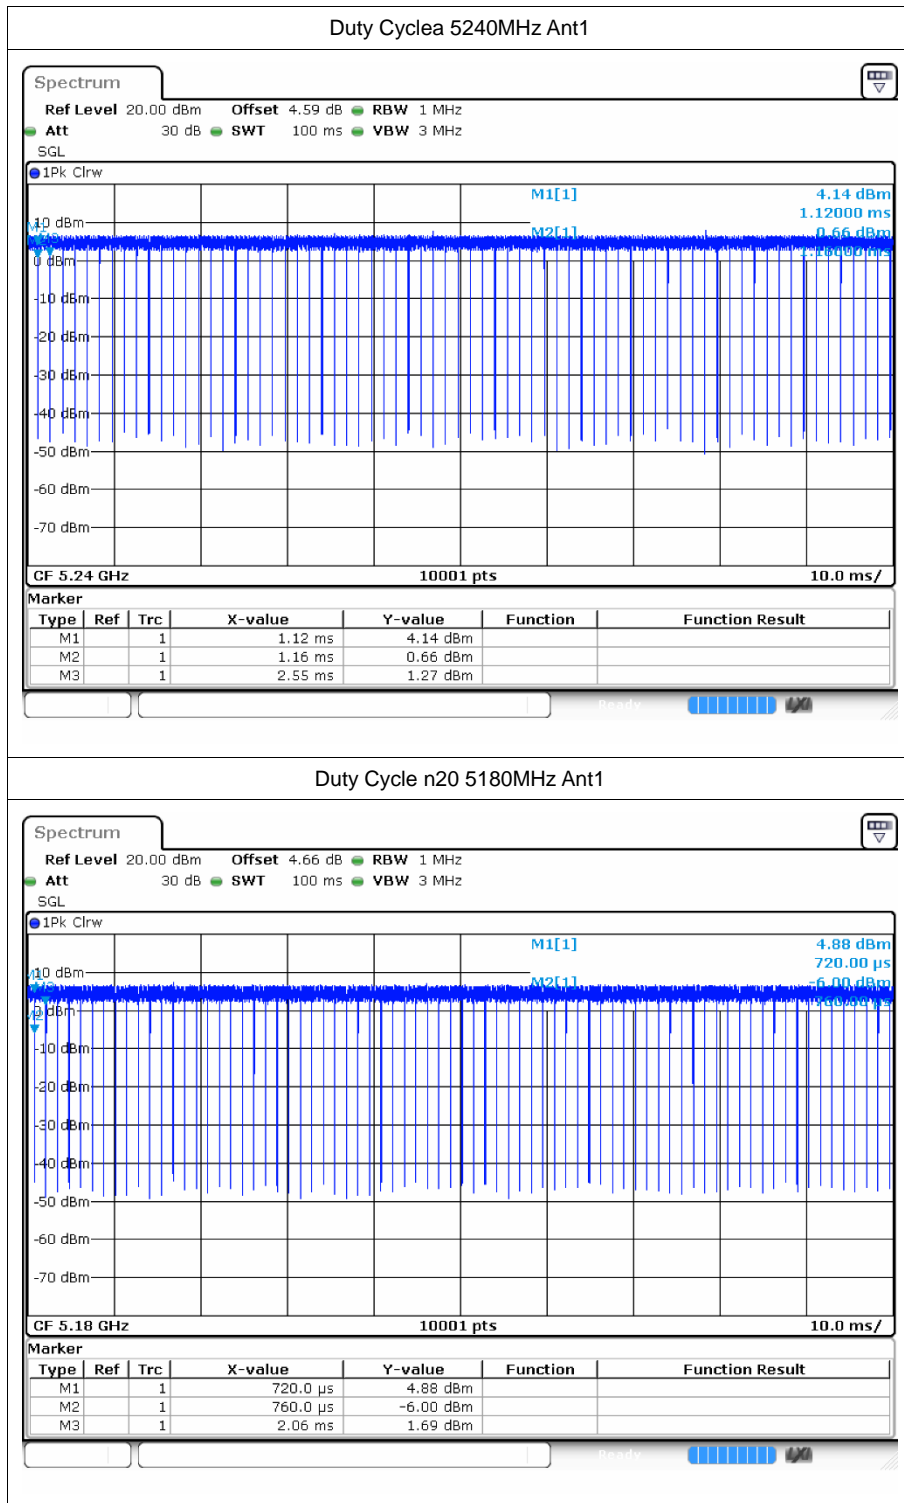 Duty Cyclea 5240MHz Ant1
Spectrum
Ref Level 20.00 dBm Offset 4.59 dB RBW 1 MHz
Att 30 dB SWT 100 ms VBW 3 MHz
SGL
1Pk Clrw
M1[1] 4.14 dBm
1.12000 ms
10 dBm
M2[1] 0.66 dBm
0 dBm
-10 dBm
-20 dBm
-30 dBm
-40 dBm
-50 dBm
-60 dBm
-70 dBm
CF 5.24 GHz 10001 pts 10.0 ms/
Marker
Type Ref Trc X-value Y-value Function Function Result
M1 1 1.12 ms 4.14 dBm
M2 1 1.16 ms 0.66 dBm
M3 1 2.55 ms 1.27 dBm
Ready
Duty Cycle n20 5180MHz Ant1
Spectrum
Ref Level 20.00 dBm Offset 4.66 dB RBW 1 MHz
Att 30 dB SWT 100 ms VBW 3 MHz
SGL
1Pk Clrw
M1[1] 4.88 dBm
720.00 µs
10 dBm
M2[1] -6.00 dBm
M2
-10 dBm
-20 dBm
-30 dBm
-40 dBm
-50 dBm
-60 dBm
-70 dBm
CF 5.18 GHz 10001 pts 10.0 ms/
Marker
Type Ref Trc X-value Y-value Function Function Result
M1 1 720.0 µs 4.88 dBm
M2 1 760.0 µs -6.00 dBm
M3 1 2.06 ms 1.69 dBm
Ready